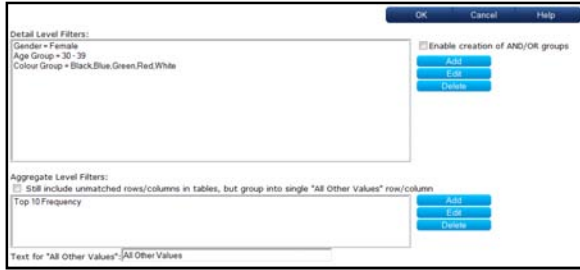 OK Cancel Help
Detail Level Filters:
Gender = Female
Age Group = 30 - 39
Colour Group = Black,Blue,Green,Red,White
Enable creation of AND/OR groups
Add
Edit
Delete
Aggregate Level Filters:
Still include unmatched rows/columns in tables, but group into single "All Other Values" row/column
Top 10 Frequency
Add
Edit
Delete
Text for "All Other Values": All Other Values